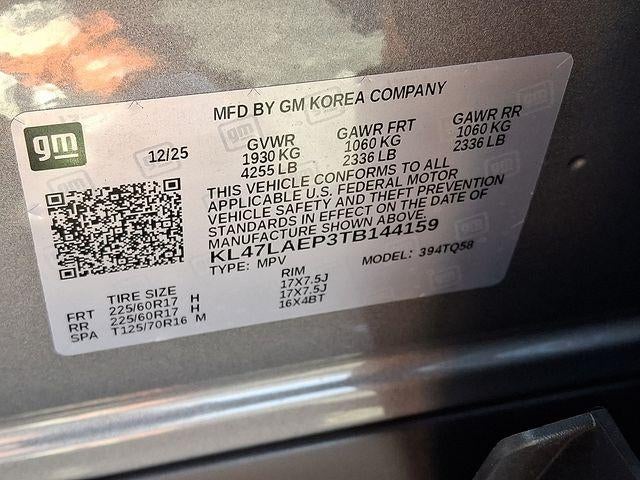 MFD BY GM KOREA COMPANY
gm
12/25
GVWR GAWR FRT GAWR RR
1930 KG 1060 KG 1060 KG
4255 LB 2336 LB 2336 LB
THIS VEHICLE CONFORMS TO ALL
APPLICABLE U.S. FEDERAL MOTOR
VEHICLE SAFETY AND THEFT PREVENTION
STANDARDS IN EFFECT ON THE DATE OF
MANUFACTURE SHOWN ABOVE.
KL47LAEP3TB144159
TYPE: MPV MODEL: 394TQ58
TIRE SIZE RIM
FRT 225/60R17 H 17X7.5J
RR 225/60R17 H 17X7.5J
SPA T125/70R16 M 16X4BT